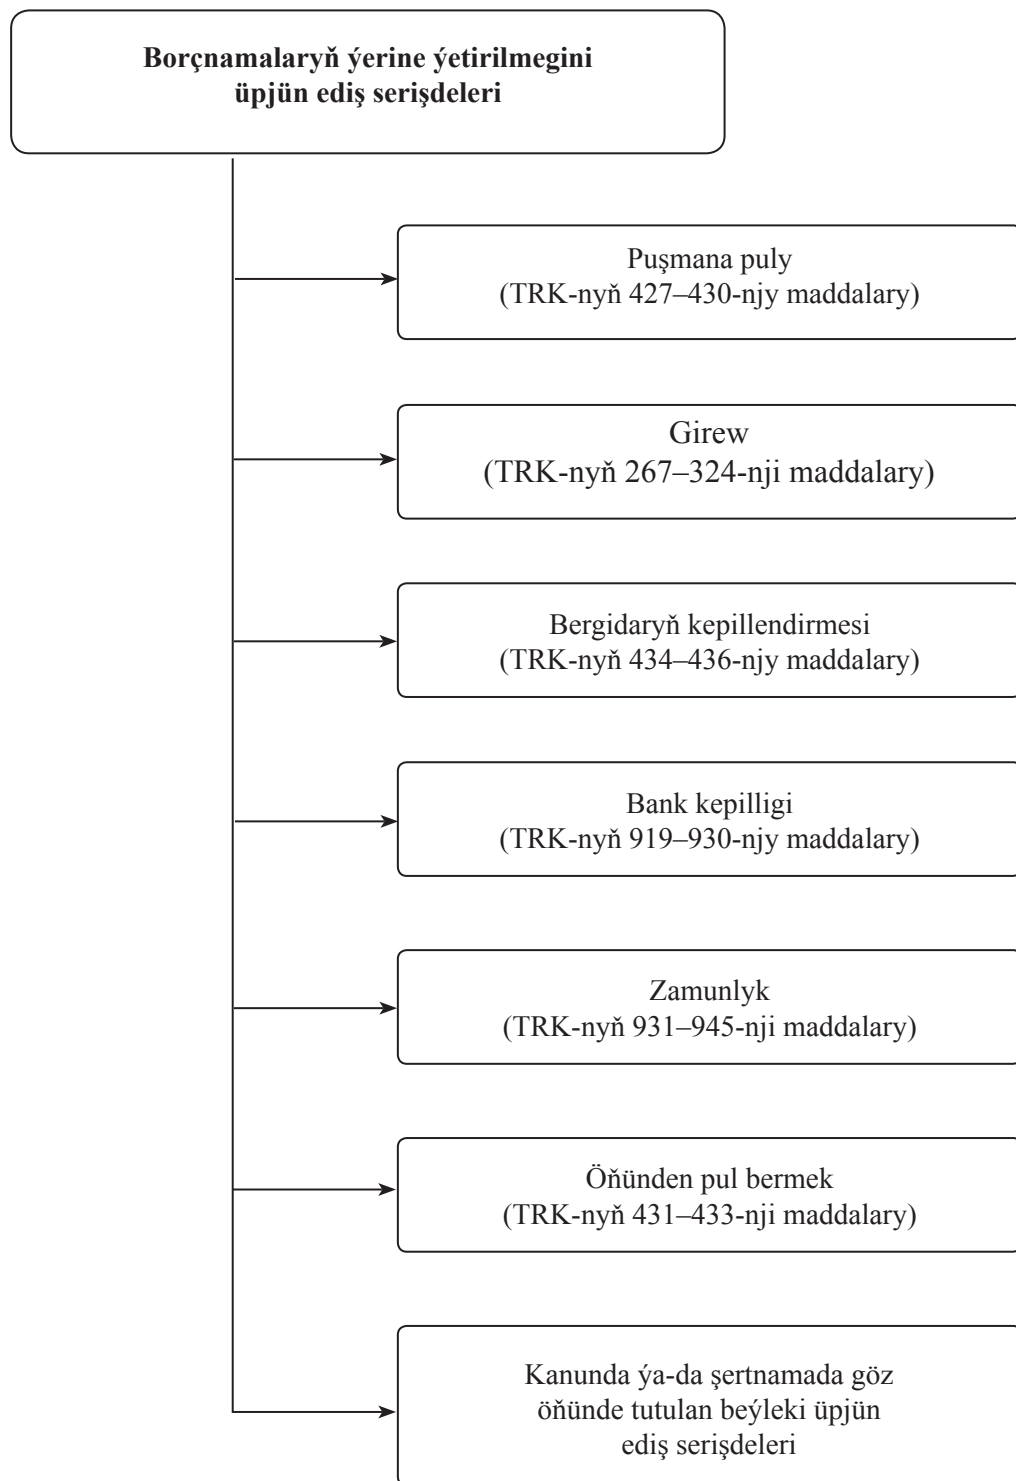 Borçnamalaryň ýerine ýetirilmegini
üpjün ediş serişdeleri
Puşmana puly
(TRK-nyň 427–430-njy maddalary)
Girew
(TRK-nyň 267–324-nji maddalary)
Bergidaryň kepillendirmesi
(TRK-nyň 434–436-njy maddalary)
Bank kepilligi
(TRK-nyň 919–930-njy maddalary)
Zamunlyk
(TRK-nyň 931–945-nji maddalary)
Öňünden pul bermek
(TRK-nyň 431–433-nji maddalary)
Kanunda ýa-da şertnamada göz
öňünde tutulan beýleki üpjün
ediş serişdeleri